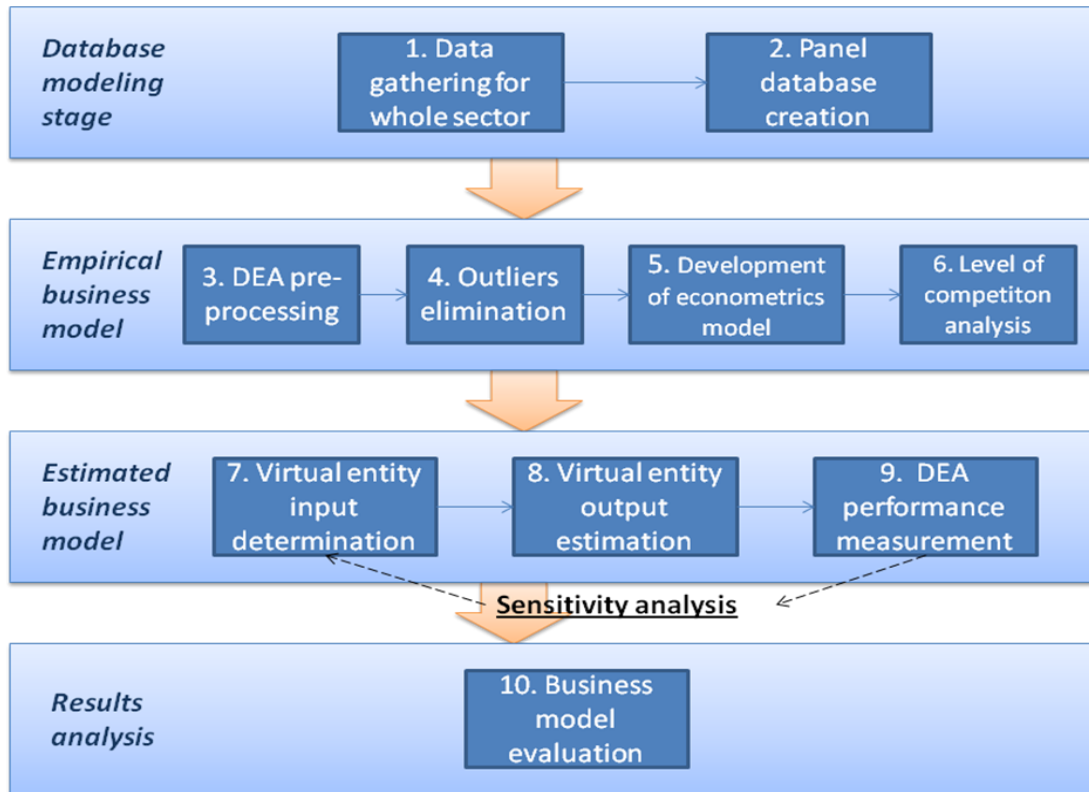 Database
modeling
stage
1. Data
gathering for
whole sector
2. Panel
database
creation
Empirical
business
model
3. DEA pre-
processing
4. Outliers
elimination
5. Development
of econometrics
model
6. Level of
competiton
analysis
Estimated
business
model
7. Virtual entity
input
determination
8. Virtual entity
output
estimation
9. DEA
performance
measurement
Sensitivity analysis
Results
analysis
10. Business
model
evaluation